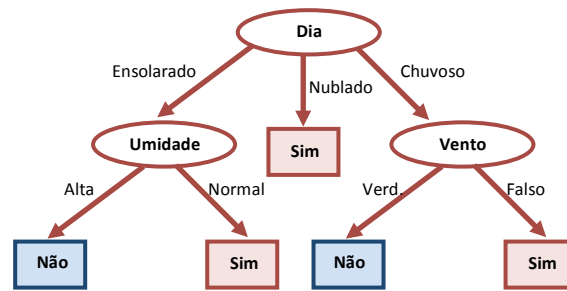 Dia
Ensolarado
Nublado
Chuvoso
Umidade
Sim
Vento
Alta
Normal
Verd.
Falso
Não
Sim
Não
Sim